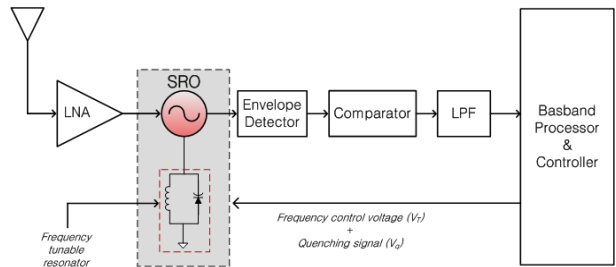 SRO
LNA
Envelope
Detector
Comparator
LPF
Basband
Processor
&
Controller
Frequency
tunable
resonator
Frequency control voltage (VT)
+
Quenching signal (Vq)